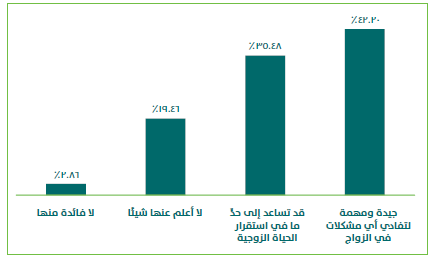 ٪٤٢.٢٠
٪٣٥.٤٨
٪١٩.٤٦
٪٢.٨٦
جيدة ومهمة
لتفادي أي مشكلات
في الزواج
قد تساعد إلى حدٍّ
ما في استقرار
الحياة الزوجية
لا أعلم عنها شيئًا
لا فائدة منها